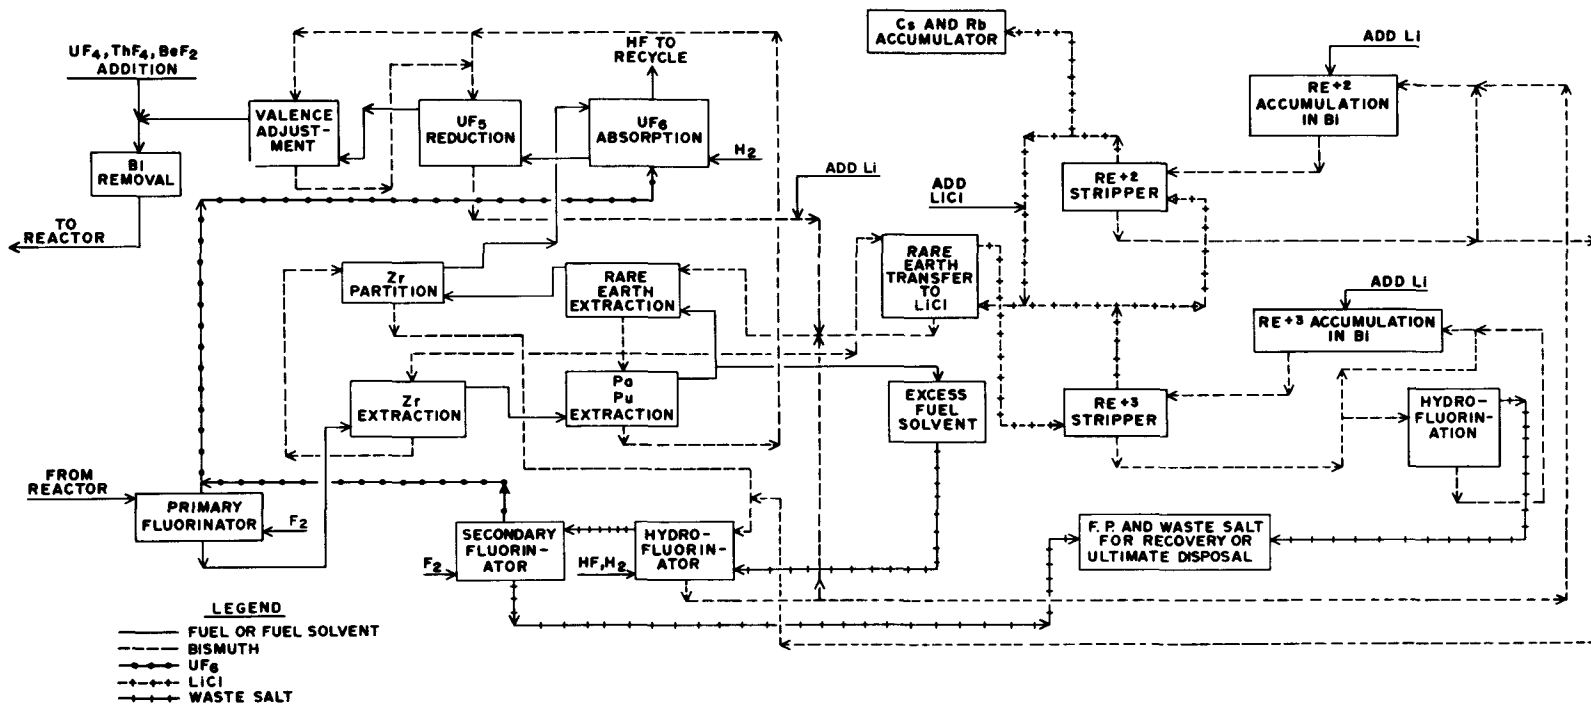 UF4, ThF4, BeF2
ADDITION
VALENCE
ADJUST-
MENT
UF5
REDUCTION
HF TO
RECYCLE
UF6
ABSORPTION
H2
BI
REMOVAL
TO
REACTOR
Cs AND Rb
ACCUMULATOR
ADD Li
RE+2
ACCUMULATION
IN BI
ADD Li
ADD
LICI
RE+2
STRIPPER
Zr
PARTITION
RARE
EARTH
EXTRACTION
RARE
EARTH
TRANSFER
TO
LiCI
ADD Li
RE+3 ACCUMULATION
IN BI
Zr
EXTRACTION
Pa
Pu
EXTRACTION
EXCESS
FUEL
SOLVENT
RE+3
STRIPPER
HYDRO-
FLUORIN-
ATION
FROM
REACTOR
PRIMARY
FLUORINATOR
F2
SECONDARY
FLUORIN-
ATOR
F2
HYDRO-
FLUORIN-
ATOR
HF, H2
F. P. AND WASTE SALT
FOR RECOVERY OR
ULTIMATE DISPOSAL
LEGEND
FUEL OR FUEL SOLVENT
BISMUTH
UF6
LiCI
WASTE SALT